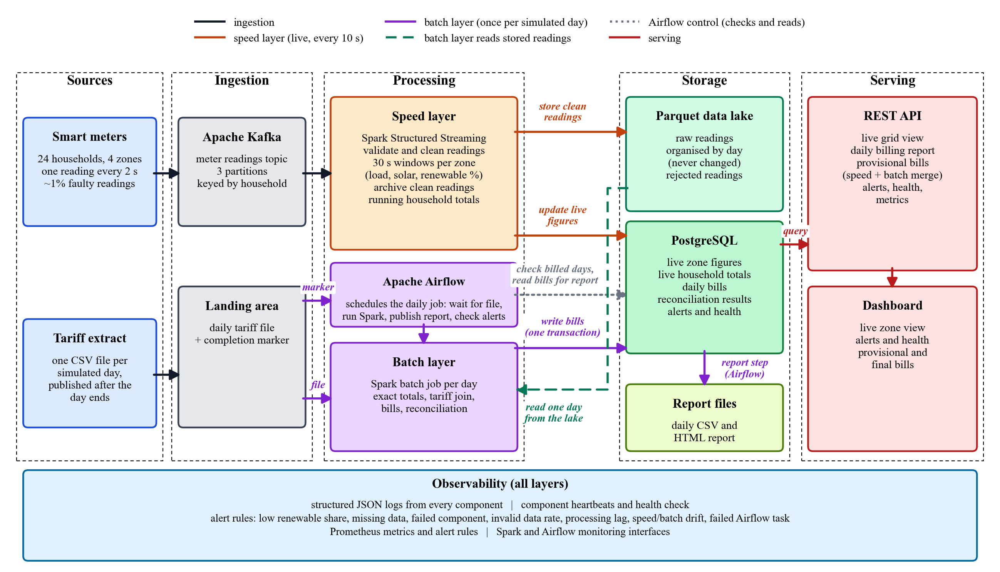 ingestion
speed layer (live, every 10 s)
batch layer (once per simulated day)
batch layer reads stored readings
Airflow control (checks and reads)
serving
Sources
Smart meters
24 households, 4 zones
one reading every 2 s
~1% faulty readings
Tariff extract
one CSV file per
simulated day,
published after the
day ends
Ingestion
Apache Kafka
meter readings topic
3 partitions
keyed by household
Landing area
daily tariff file
+ completion marker
marker
file
Processing
Speed layer
Spark Structured Streaming
validate and clean readings
30 s windows per zone
(load, solar, renewable %)
archive clean readings
running household totals
Apache Airflow
schedules the daily job: wait for file,
run Spark, publish report, check alerts
Batch layer
Spark batch job per day
exact totals, tariff join,
bills, reconciliation
store clean
readings
update live
figures
check billed days,
read bills for report
write bills
(one transaction)
read one day
from the lake
Storage
Parquet data lake
raw readings
organised by day
(never changed)
rejected readings
PostgreSQL
live zone figures
live household totals
daily bills
reconciliation results
alerts and health
report step
(Airflow)
Report files
daily CSV and
HTML report
query
Serving
REST API
live grid view
daily billing report
provisional bills
(speed + batch merge)
alerts, health,
metrics
Dashboard
live zone view
alerts and health
provisional and
final bills
Observability (all layers)
structured JSON logs from every component | component heartbeats and health check
alert rules: low renewable share, missing data, failed component, invalid data rate, processing lag, speed/batch drift, failed Airflow task
Prometheus metrics and alert rules | Spark and Airflow monitoring interfaces